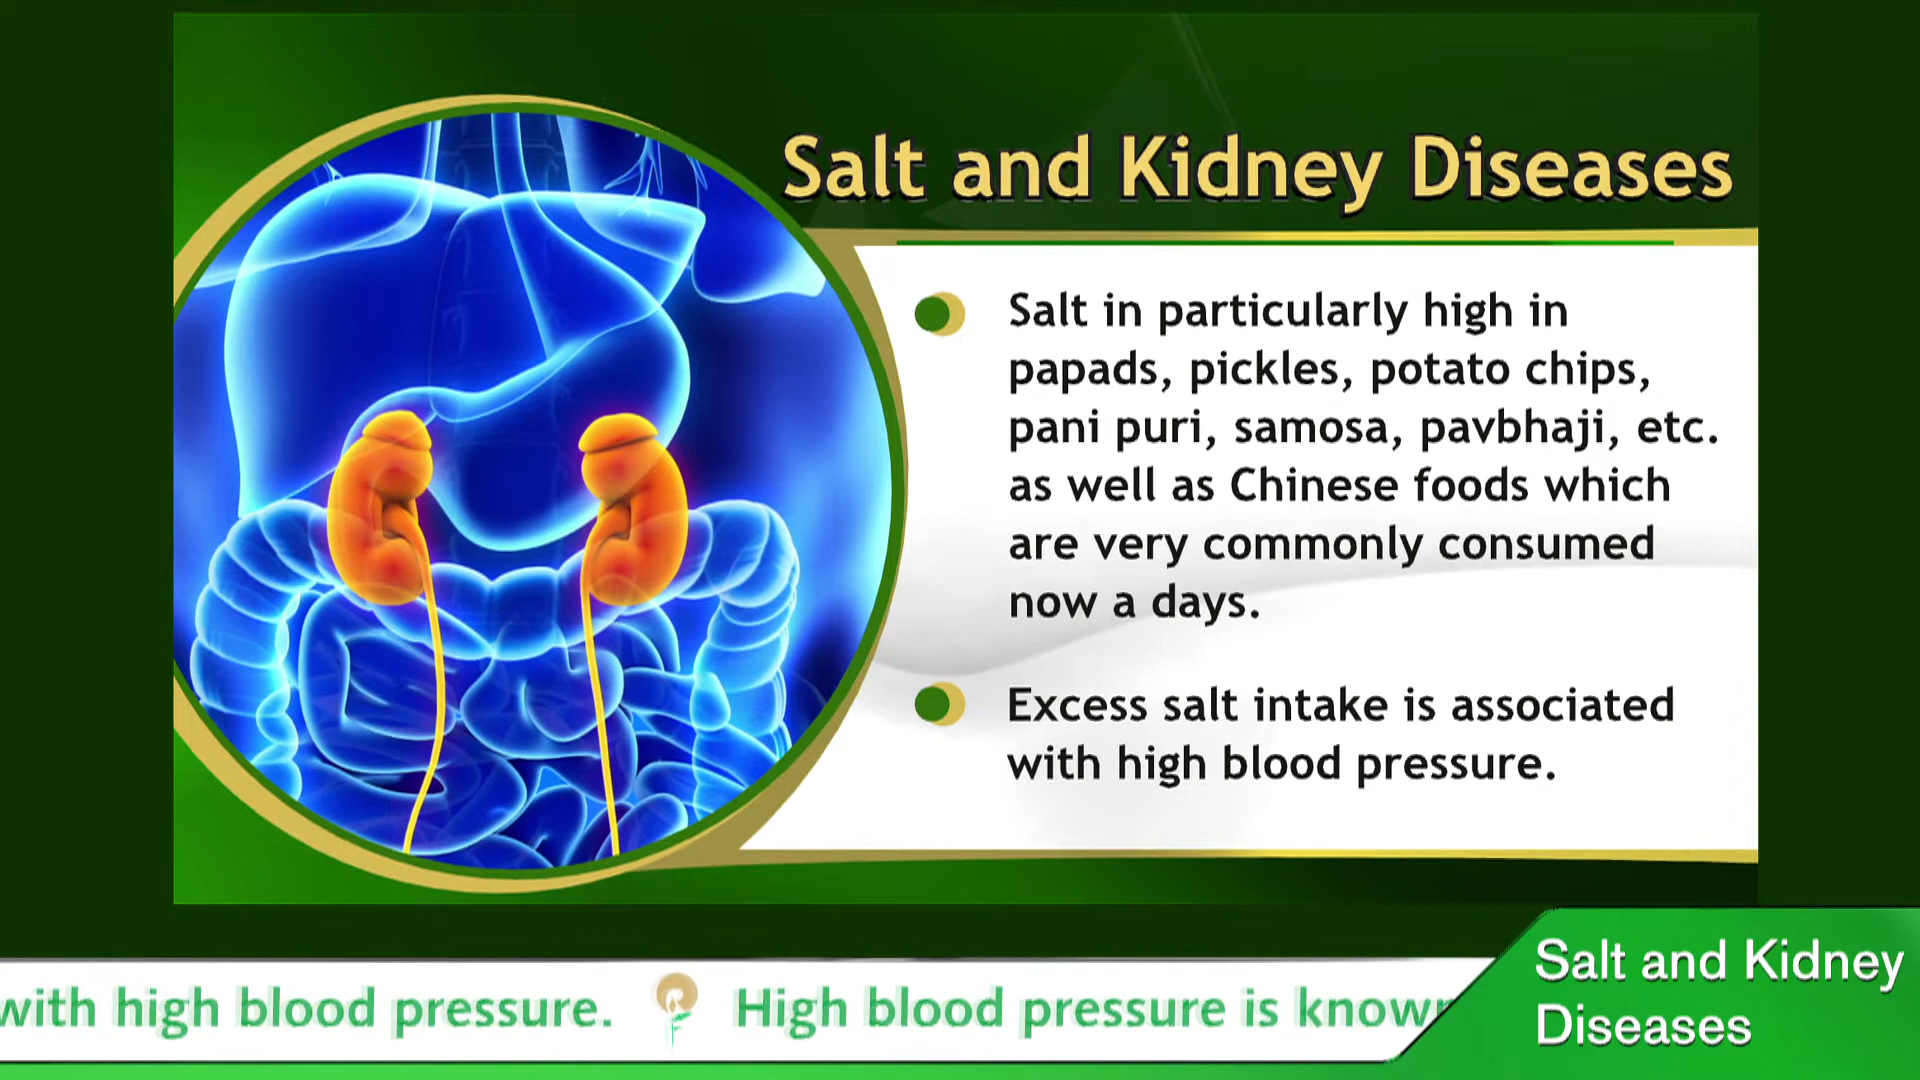 Salt and Kidney Diseases
Salt in particularly high in
papads, pickles, potato chips,
pani puri, samosa, pavbhaji, etc.
as well as Chinese foods which
are very commonly consumed
now a days.
Excess salt intake is associated
with high blood pressure.
with high blood pressure. High blood pressure is known
Salt and Kidney
Diseases